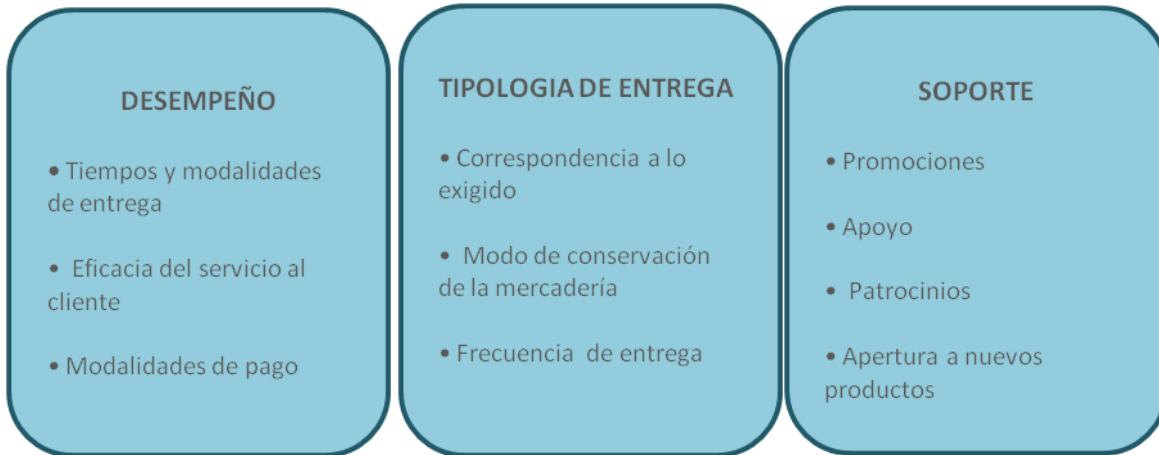 DESEMPEÑO
• Tiempos y modalidades
de entrega
• Eficacia del servicio al
cliente
• Modalidades de pago
TIPOLOGIA DE ENTREGA
• Correspondencia a lo
exigido
• Modo de conservación
de la mercadería
• Frecuencia de entrega
SOPORTE
• Promociones
• Apoyo
• Patrocinios
• Apertura a nuevos
productos